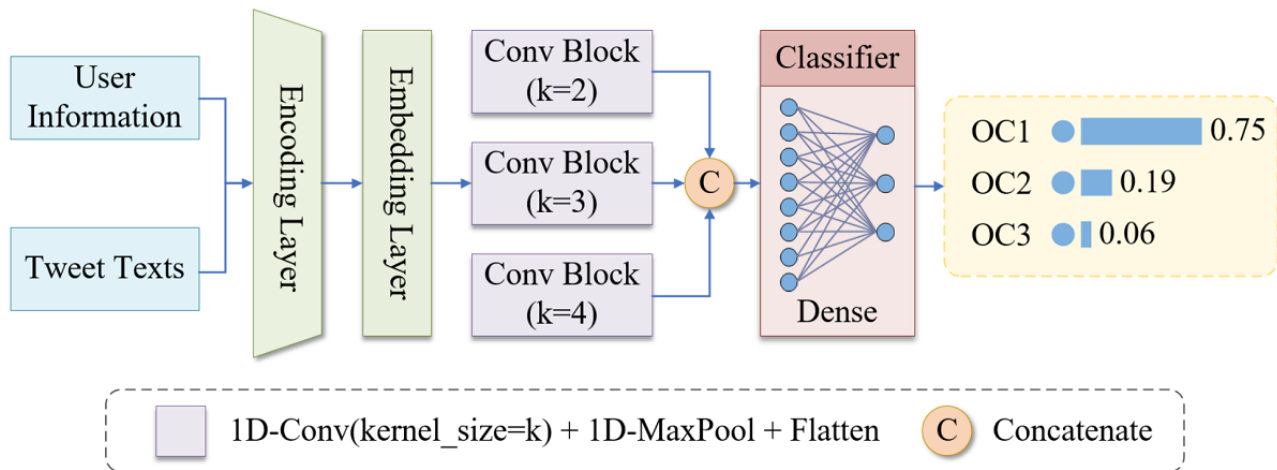 User
Information
Tweet Texts
Encoding Layer
Embedding Layer
Conv Block
(k=2)
Conv Block
(k=3)
Conv Block
(k=4)
C
Classifier
Dense
OC1 0.75
OC2 0.19
OC3 0.06
1D-Conv(kernel_size=k) + 1D-MaxPool + Flatten
C Concatenate